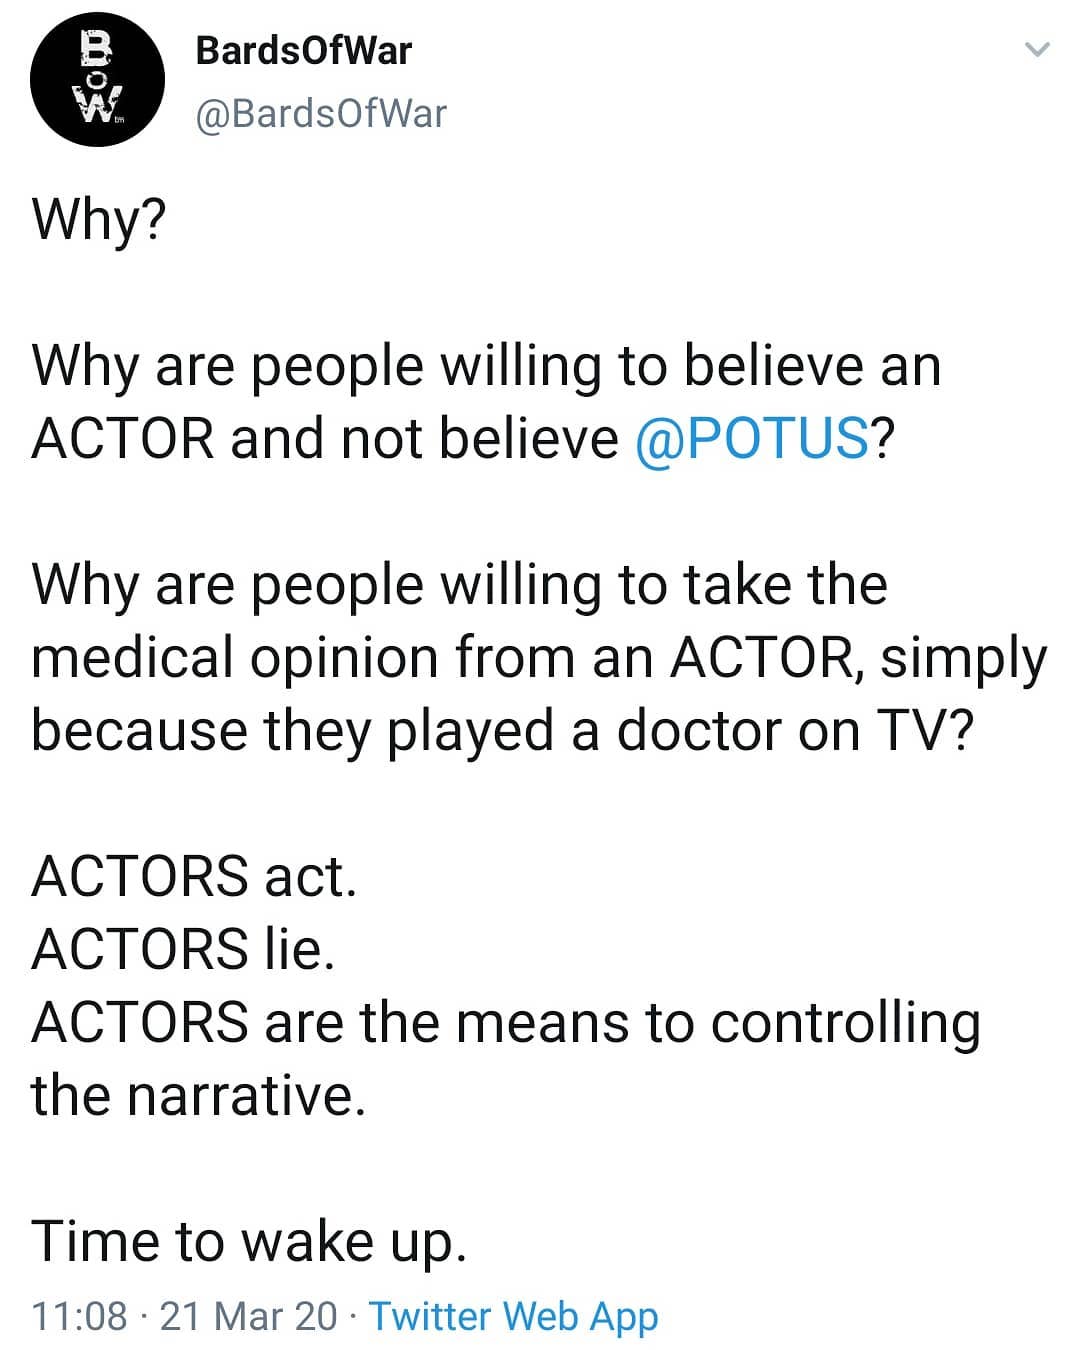 B
O
W
tm
BardsOfWar
@BardsOfWar
Why?
Why are people willing to believe an
ACTOR and not believe @POTUS?
Why are people willing to take the
medical opinion from an ACTOR, simply
because they played a doctor on TV?
ACTORS act.
ACTORS lie.
ACTORS are the means to controlling
the narrative.
Time to wake up.
11:08 · 21 Mar 20 · Twitter Web App